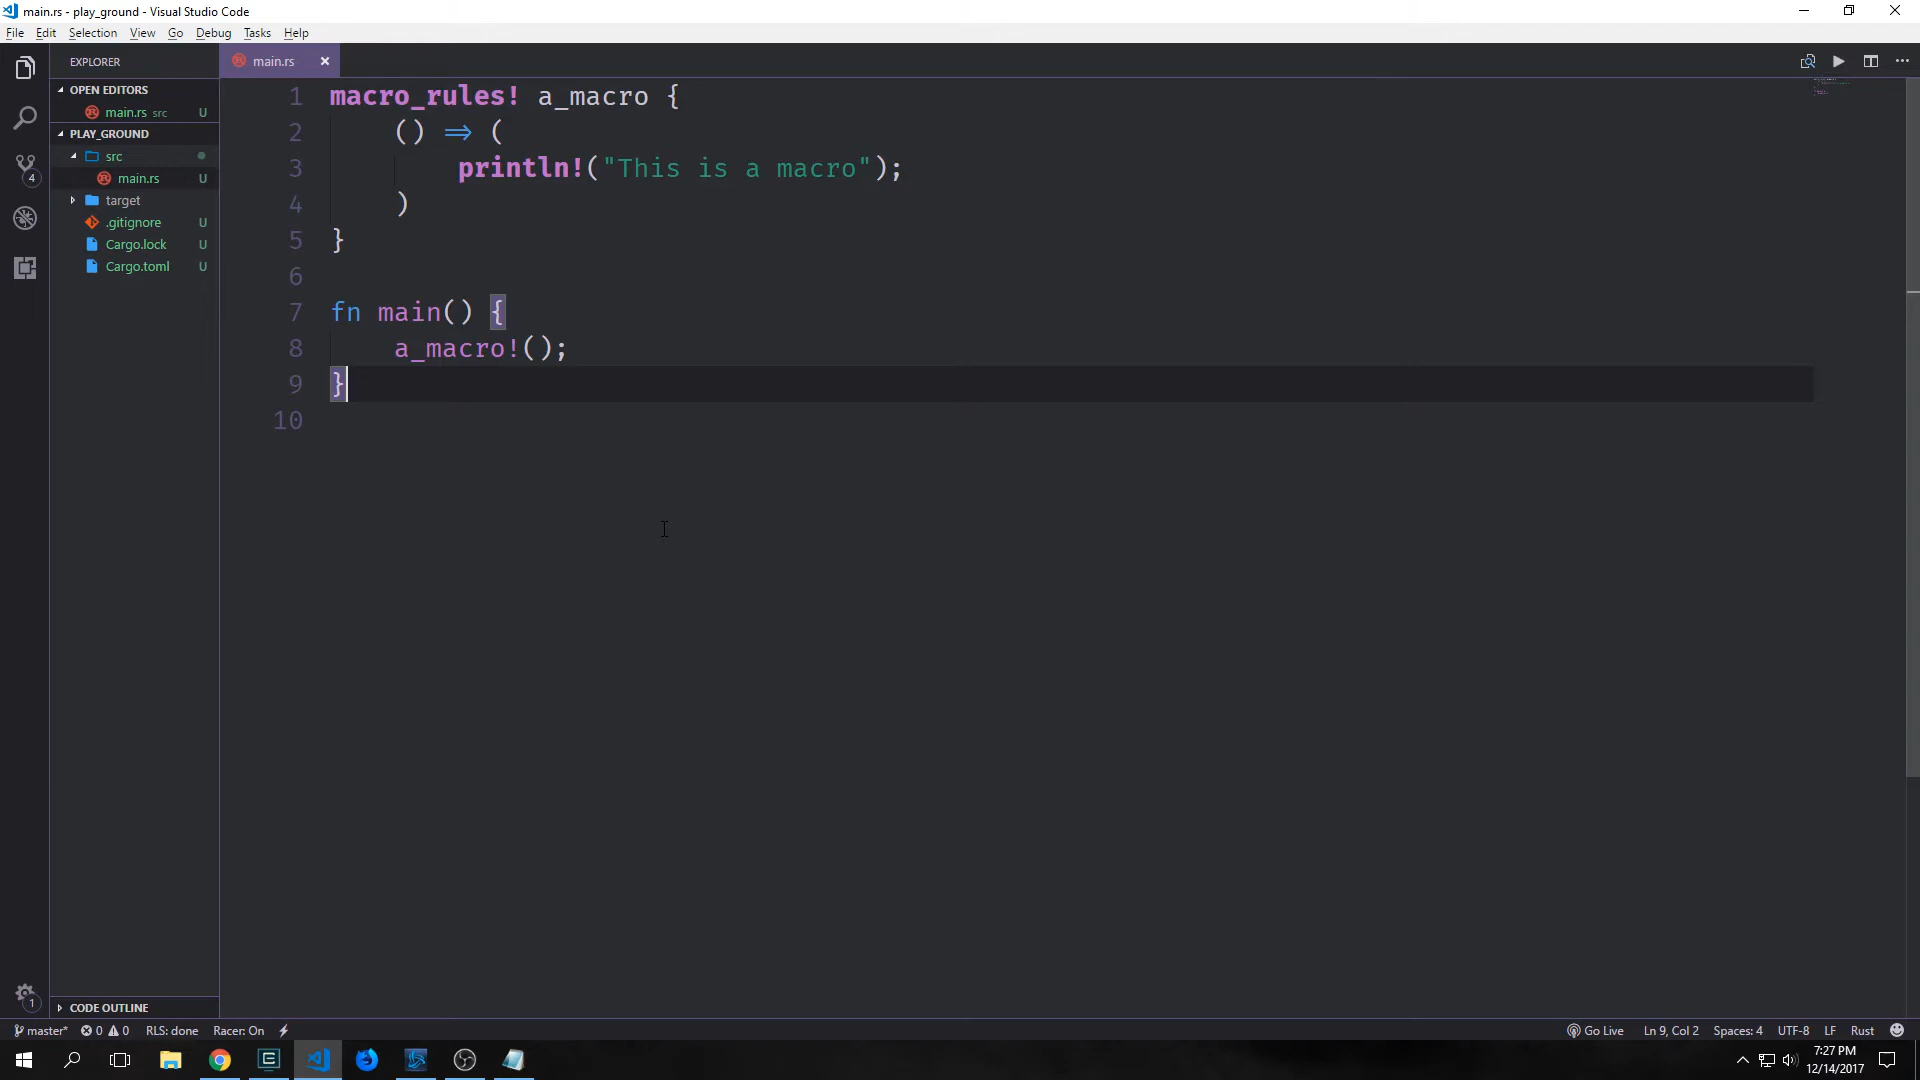 main.rs - play_ground - Visual Studio Code
File Edit Selection View Go Debug Tasks Help
EXPLORER
OPEN EDITORS
main.rs src U
PLAY_GROUND
src
main.rs U
target
.gitignore U
Cargo.lock U
Cargo.toml U
CODE OUTLINE
4
1
main.rs
1 macro_rules! a_macro {
2 () => (
3 println!("This is a macro");
4 )
5 }
6
7 fn main() {
8 a_macro!();
9 }
10
master* 0 0 RLS: done Racer: On Go Live Ln 9, Col 2 Spaces: 4 UTF-8 LF Rust
7:27 PM
12/14/2017